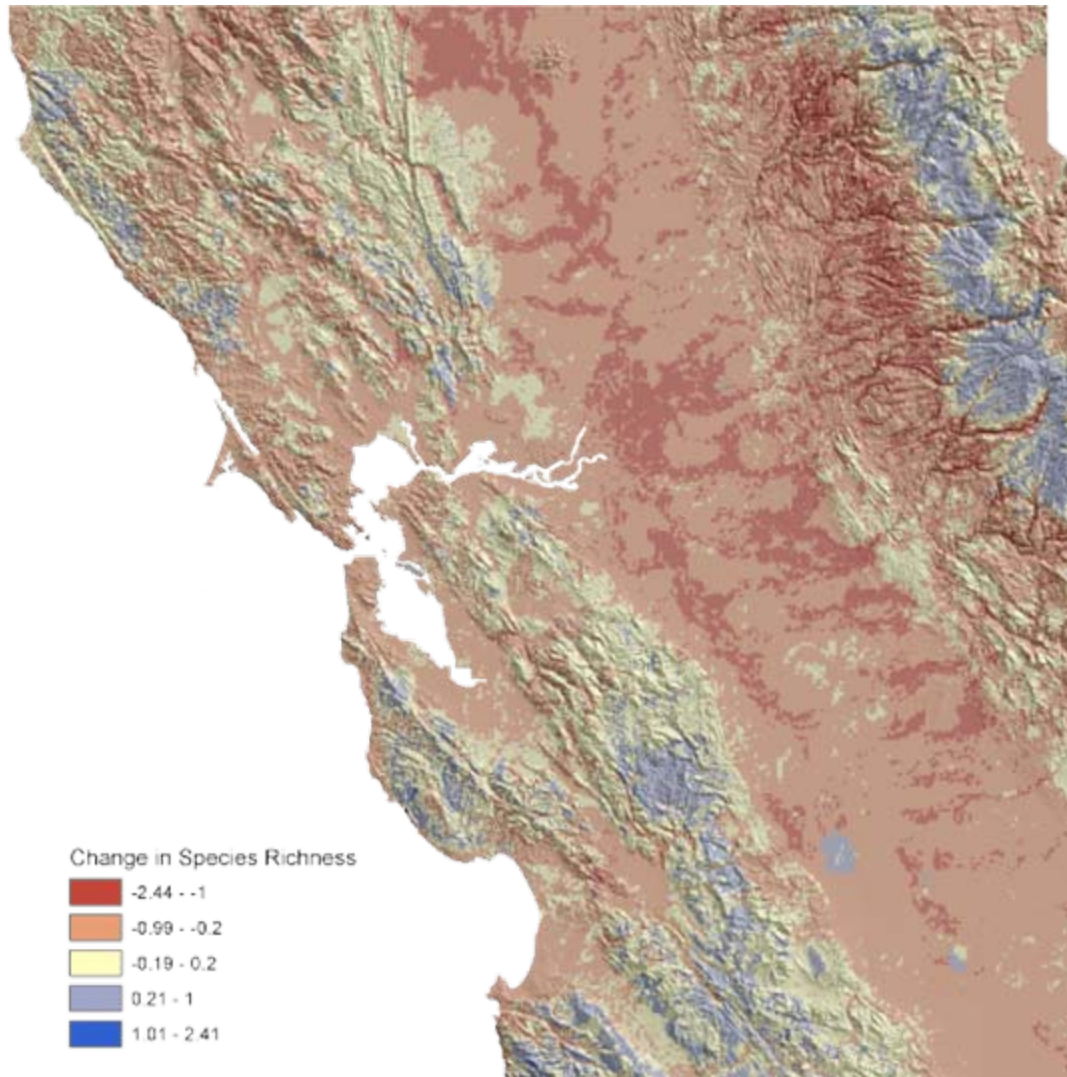 Change in Species Richness
-2.44 - -1
-0.99 - -0.2
-0.19 - 0.2
0.21 - 1
1.01 - 2.41